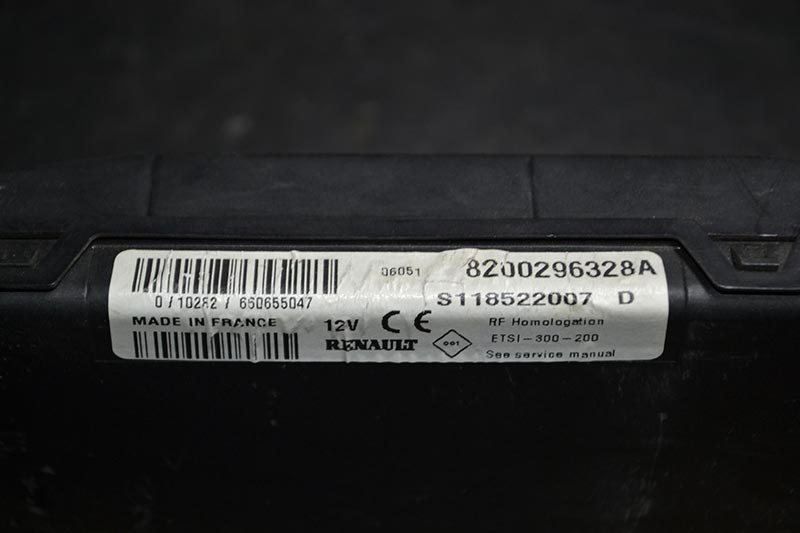 06051 8200296328A
0/10282/660655047 S118522007 D
MADE IN FRANCE 12V CE RF Homologation
RENAULT 001 ETSI-300-200
See service manual